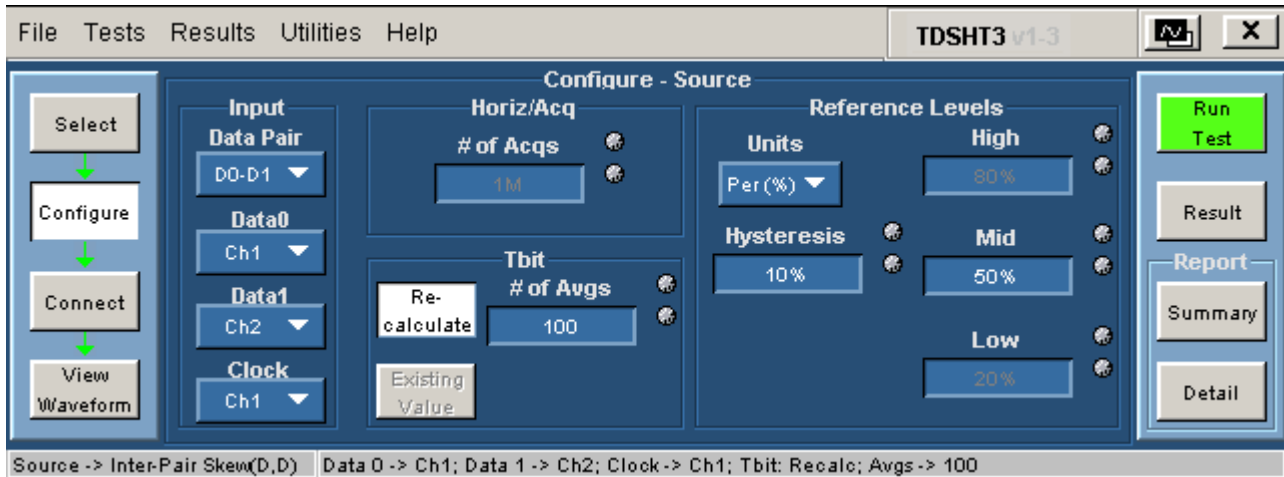 File Tests Results Utilities Help
TDSHT3 v1-3
Select
Configure
Connect
View
Waveform
Configure - Source
Input
Data Pair
D0-D1
Data0
Ch1
Data1
Ch2
Clock
Ch1
Horiz/Acq
# of Acqs
1M
Tbit
Re-
calculate
# of Avgs
100
Existing
Value
Reference Levels
Units
Per(%)
Hysteresis
10%
High
80%
Mid
50%
Low
20%
Run
Test
Result
Report
Summary
Detail
Source -> Inter-Pair Skew(D,D) Data 0 -> Ch1; Data 1 -> Ch2; Clock -> Ch1; Tbit: Recalc; Avgs -> 100